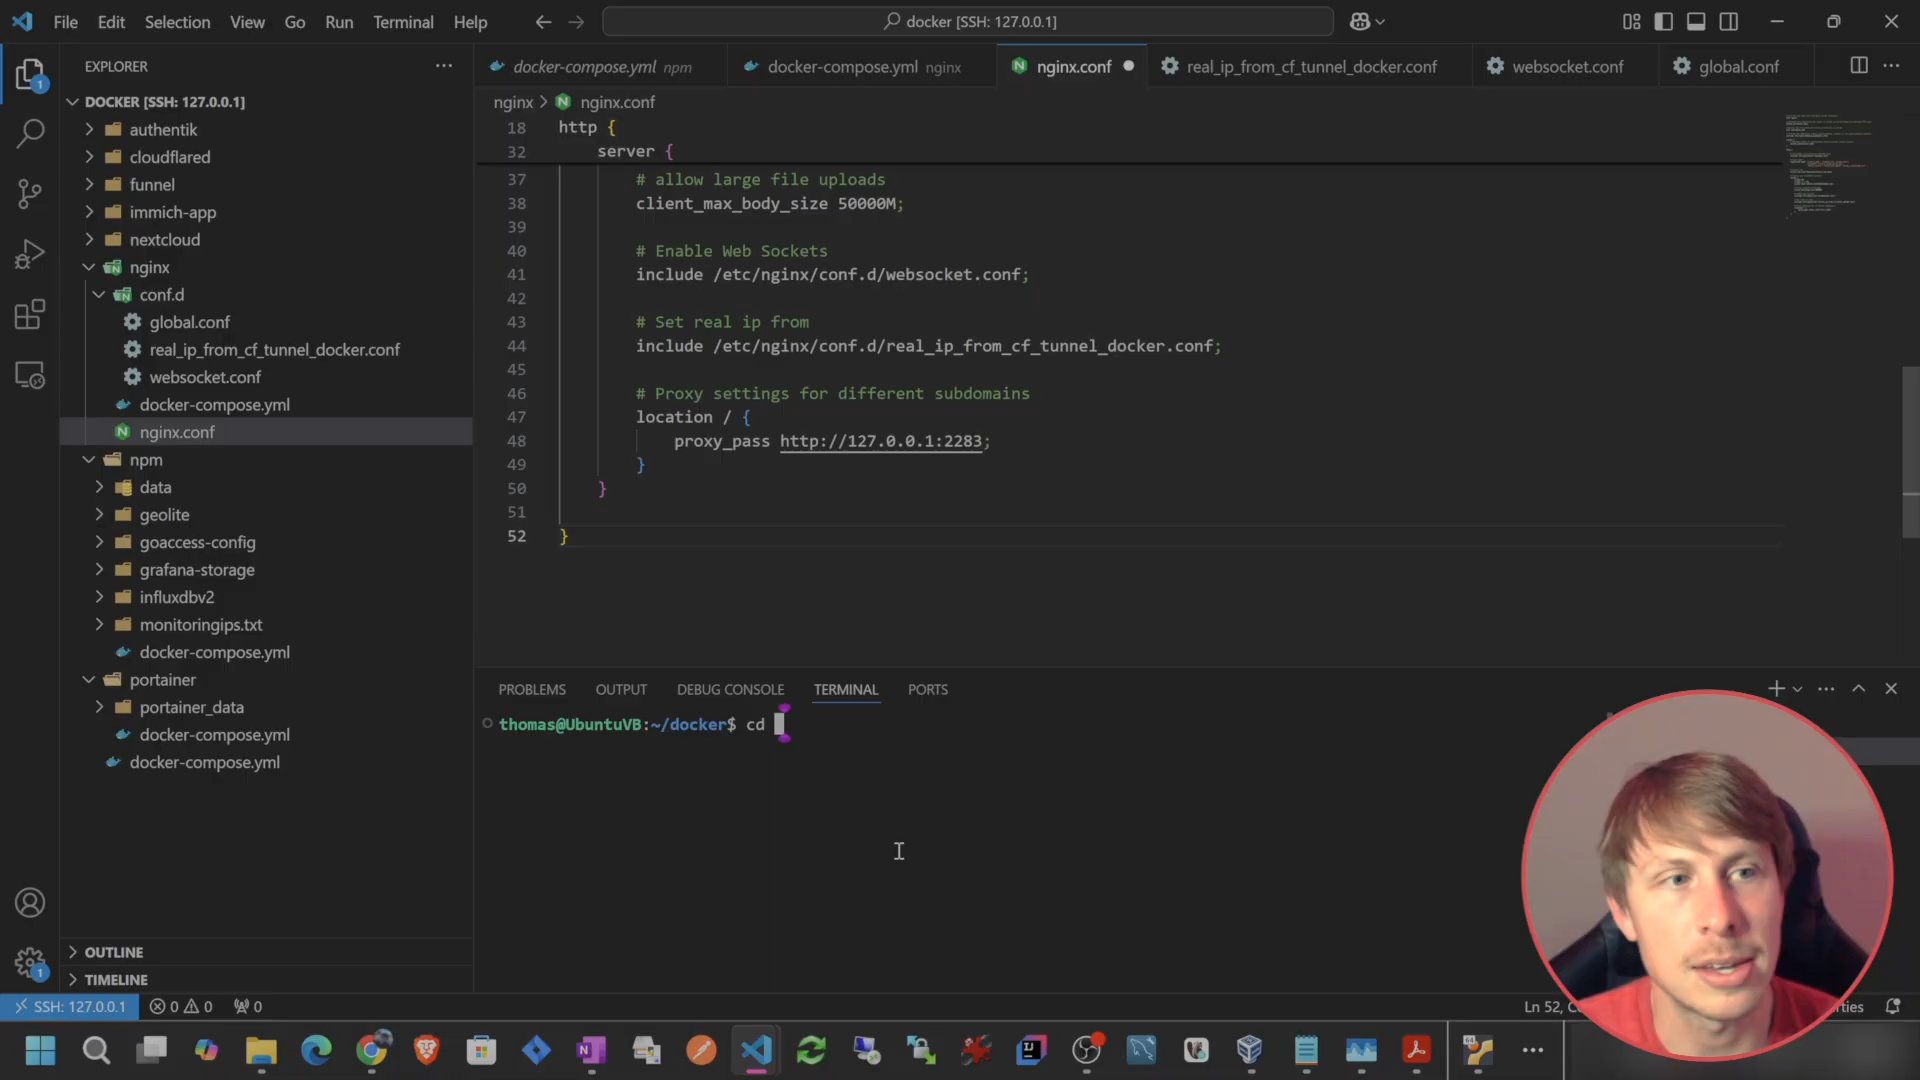 File Edit Selection View Go Run Terminal Help
docker [SSH: 127.0.0.1]
EXPLORER
DOCKER [SSH: 127.0.0.1]
authentik
cloudflared
funnel
immich-app
nextcloud
nginx
conf.d
global.conf
real_ip_from_cf_tunnel_docker.conf
websocket.conf
docker-compose.yml
nginx.conf
npm
data
geolite
goaccess-config
grafana-storage
influxdbv2
monitoringips.txt
docker-compose.yml
portainer
portainer_data
docker-compose.yml
docker-compose.yml
OUTLINE
TIMELINE
docker-compose.yml npm
docker-compose.yml nginx
nginx.conf
real_ip_from_cf_tunnel_docker.conf
websocket.conf
global.conf
nginx > nginx.conf
18 http {
32 server {
37 # allow large file uploads
38 client_max_body_size 50000M;
39
40 # Enable Web Sockets
41 include /etc/nginx/conf.d/websocket.conf;
42
43 # Set real ip from
44 include /etc/nginx/conf.d/real_ip_from_cf_tunnel_docker.conf;
45
46 # Proxy settings for different subdomains
47 location / {
48 proxy_pass http://127.0.0.1:2283;
49 }
50 }
51
52 }
PROBLEMS OUTPUT DEBUG CONSOLE TERMINAL PORTS
thomas@UbuntuVB:~/docker$ cd
1
1
SSH: 127.0.0.1 0 0 0
Ln 52,